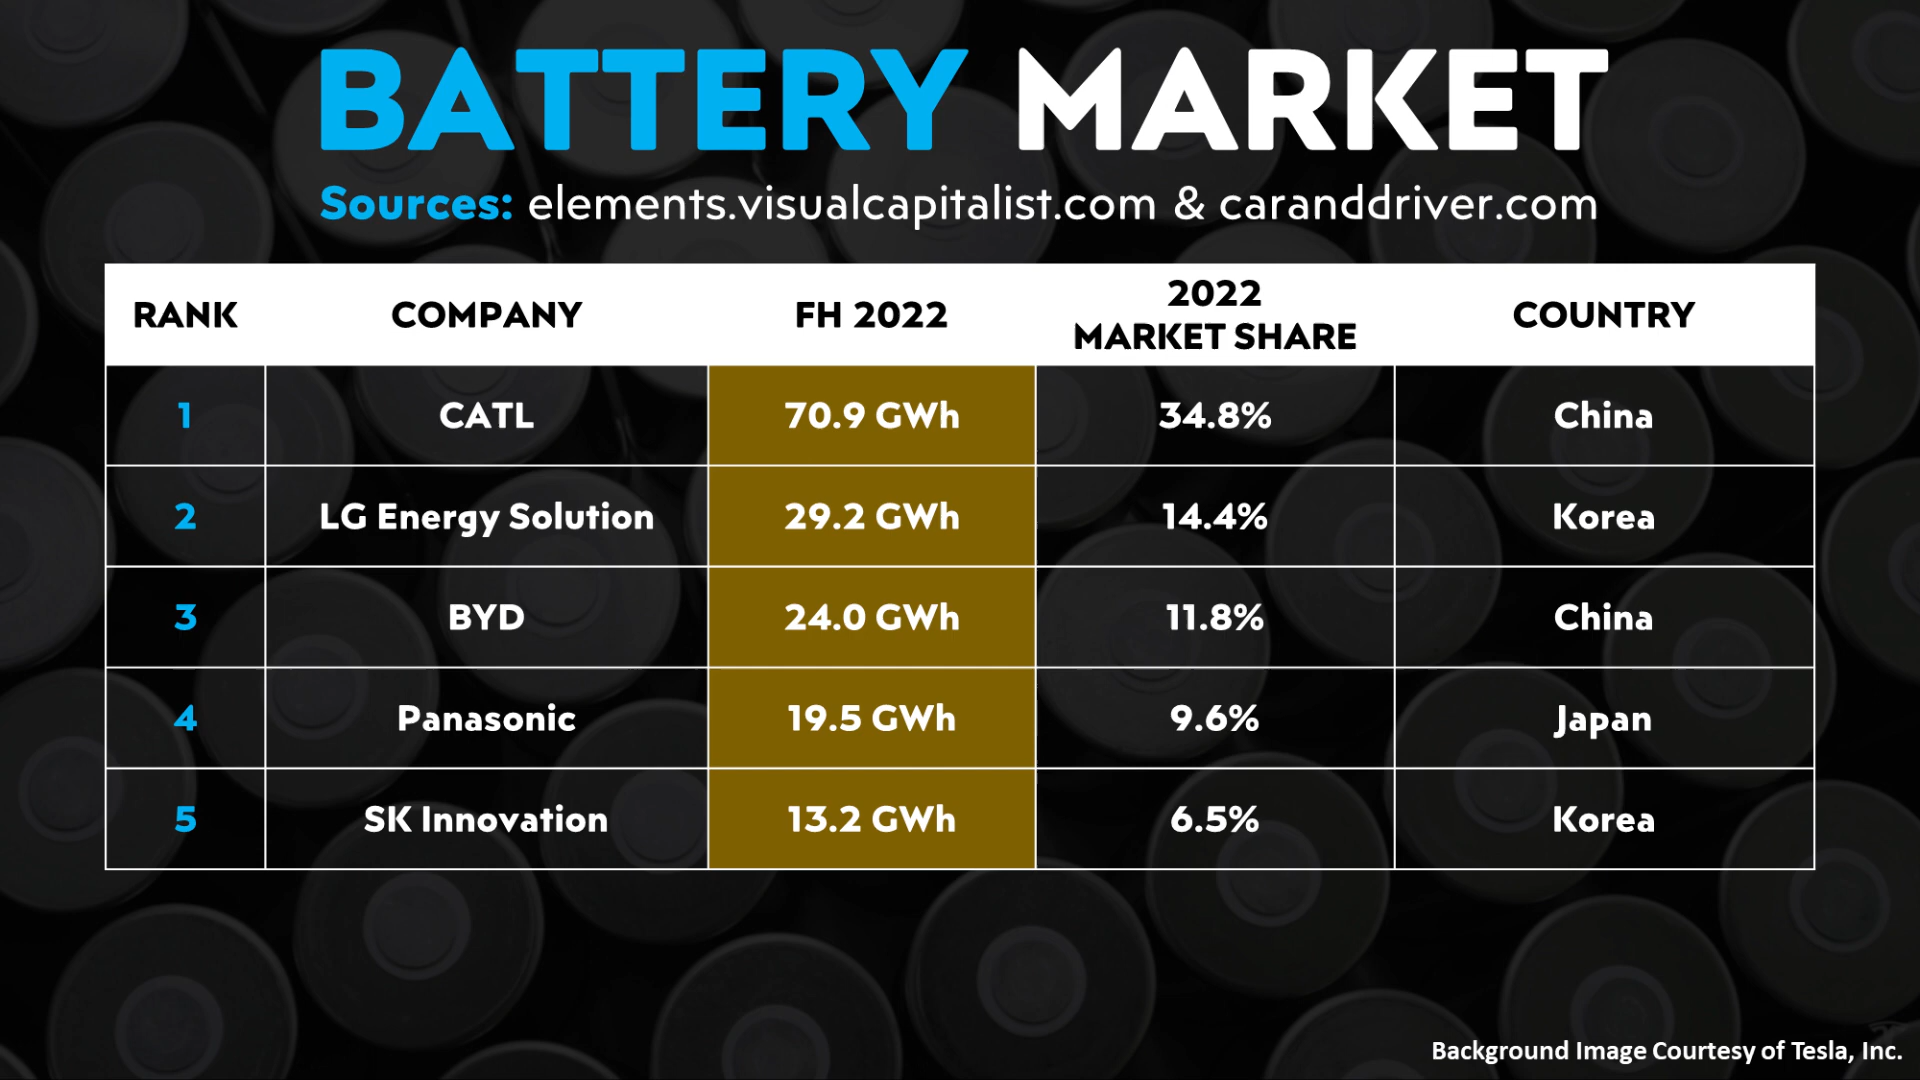 BATTERY MARKET
Sources: elements.visualcapitalist.com & caranddriver.com
RANK COMPANY FH 2022 2022 MARKET SHARE COUNTRY
1 CATL 70.9 GWh 34.8% China
2 LG Energy Solution 29.2 GWh 14.4% Korea
3 BYD 24.0 GWh 11.8% China
4 Panasonic 19.5 GWh 9.6% Japan
5 SK Innovation 13.2 GWh 6.5% Korea
Background Image Courtesy of Tesla, Inc.